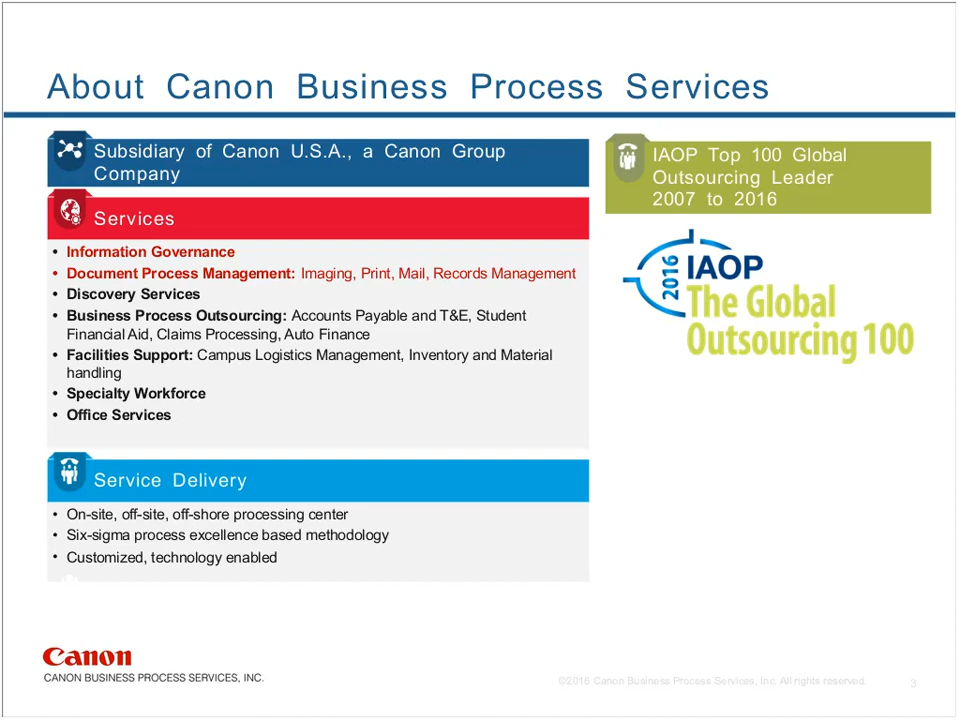 About Canon Business Process Services
Subsidiary of Canon U.S.A., a Canon Group
Company
Services
• Information Governance
• Document Process Management: Imaging, Print, Mail, Records Management
• Discovery Services
• Business Process Outsourcing: Accounts Payable and T&E, Student
Financial Aid, Claims Processing, Auto Finance
• Facilities Support: Campus Logistics Management, Inventory and Material
handling
• Specialty Workforce
• Office Services
Service Delivery
• On-site, off-site, off-shore processing center
• Six-sigma process excellence based methodology
• Customized, technology enabled
IAOP Top 100 Global
Outsourcing Leader
2007 to 2016
2016 IAOP
The Global
Outsourcing 100
Canon
CANON BUSINESS PROCESS SERVICES, INC.
©2016 Canon Business Process Services, Inc. All rights reserved.
3